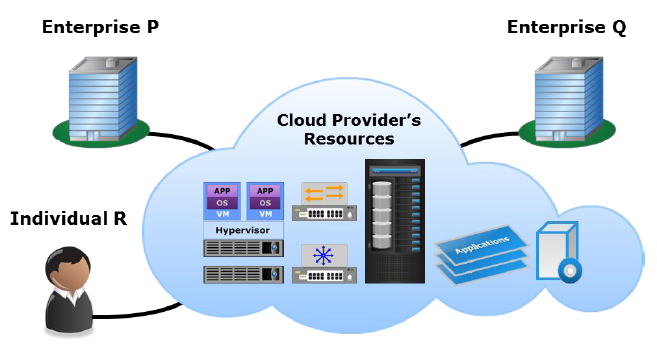 Enterprise P
Enterprise Q
Cloud Provider's
Resources
Individual R
APP
OS
VM
APP
OS
VM
Hypervisor
Applications